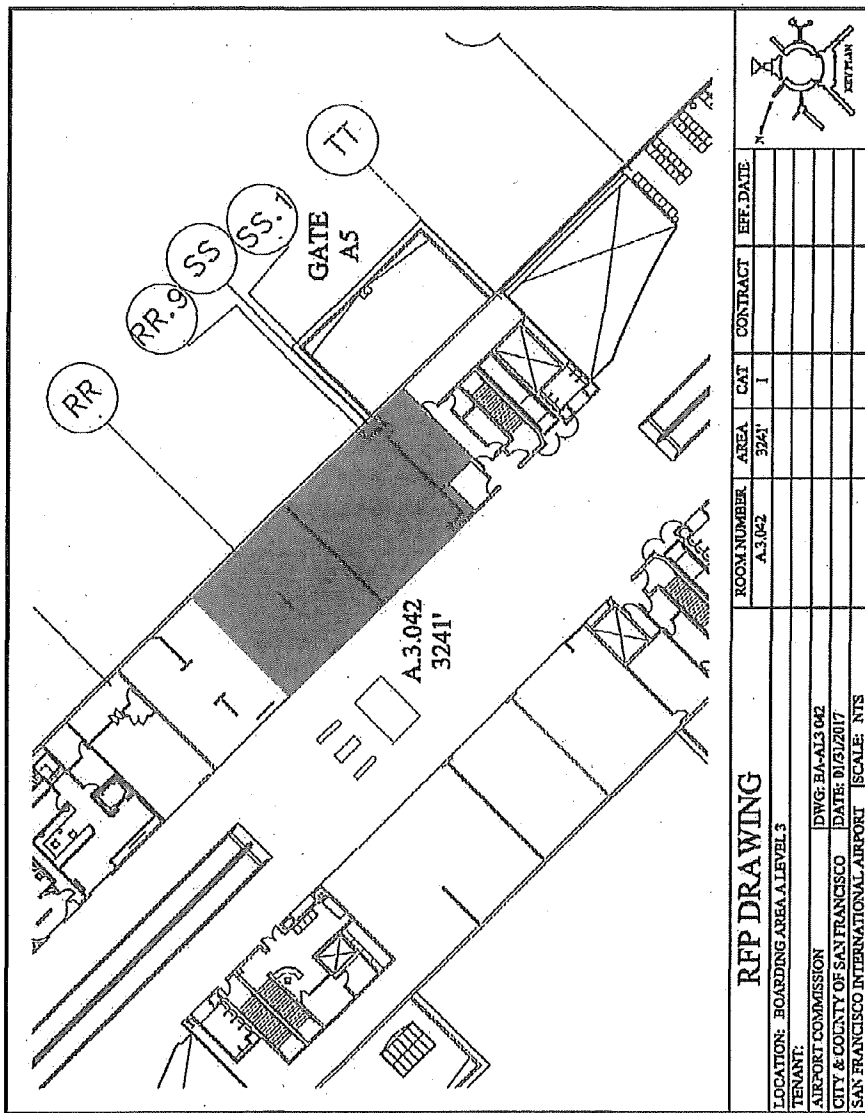 RR
RR.9
SS
SS.1
TT
GATE
A5
T
A.3.042
3241'
RFP DRAWING
LOCATION: BOARDING AREA A LEVEL 3
TENANT:
AIRPORT COMMISSION DWG: BA-AL3 042
CITY & COUNTY OF SAN FRANCISCO DATE: 01/31/2017
SAN FRANCISCO INTERNATIONAL AIRPORT SCALE: NTS
ROOM NUMBER AREA CAT CONTRACT EFF. DATE
A.3.042 3241' 1
N
KEY PLAN